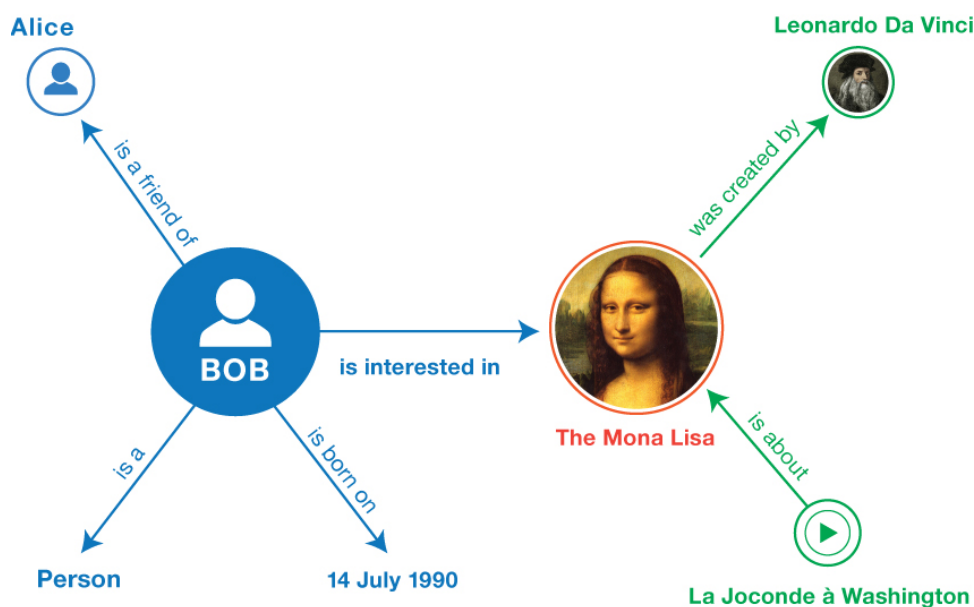 Alice
Leonardo Da Vinci
is a friend of
was created by
BOB
is interested in
The Mona Lisa
is a
is born on
is about
Person
14 July 1990
La Joconde à Washington